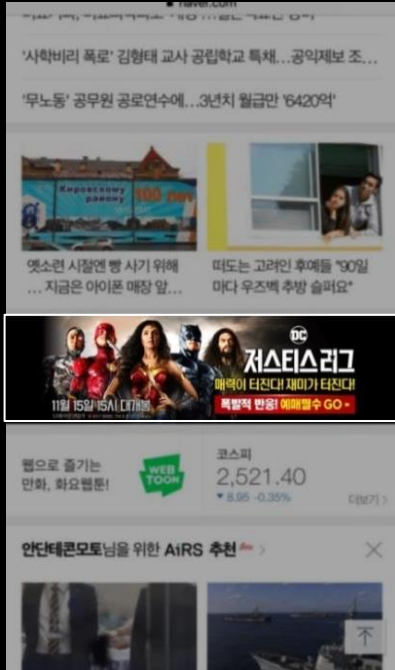 naver.com
'사학비리 폭로' 김형태 교사 공립학교 특채…공익제보 조…
'무노동' 공무원 공로연수에…3년치 월급만 '6420억'
Кировскому
району
100 лет
옛소련 시절엔 빵 사기 위해
… 지금은 아이폰 매장 앞…
떠도는 고려인 후예들 "90일
마다 우즈벡 추방 슬퍼요"
DC
저스티스 리그
매력이 터진다! 재미가 터진다!
11월 15일 15시 대개봉
폭발적 반응! 예매필수 GO
웹으로 즐기는
만화, 화요웹툰!
WEB
TOON
코스피
2,521.40
▼ 8.95 -0.35%
더보기 >
안단테콘모토님을 위한 AiRS 추천 >